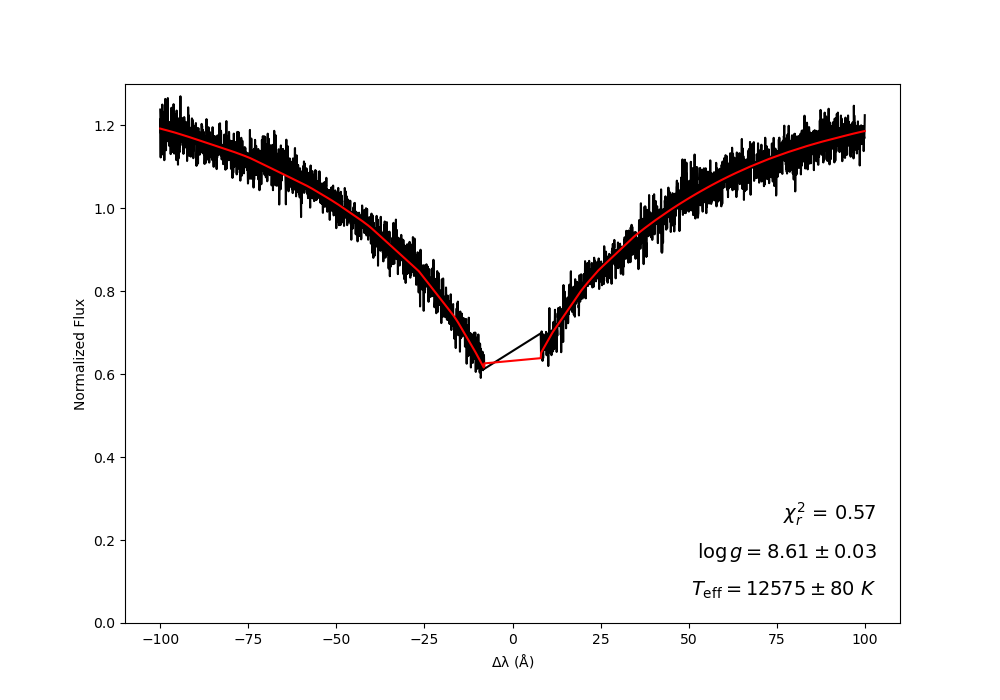 Normalized Flux
1.2
1.0
0.8
0.6
0.4
0.2
0.0
χ²ᵣ = 0.57
log g = 8.61 ± 0.03
T_eff = 12575 ± 80 K
−100 −75 −50 −25 0 25 50 75 100
Δλ (Å)